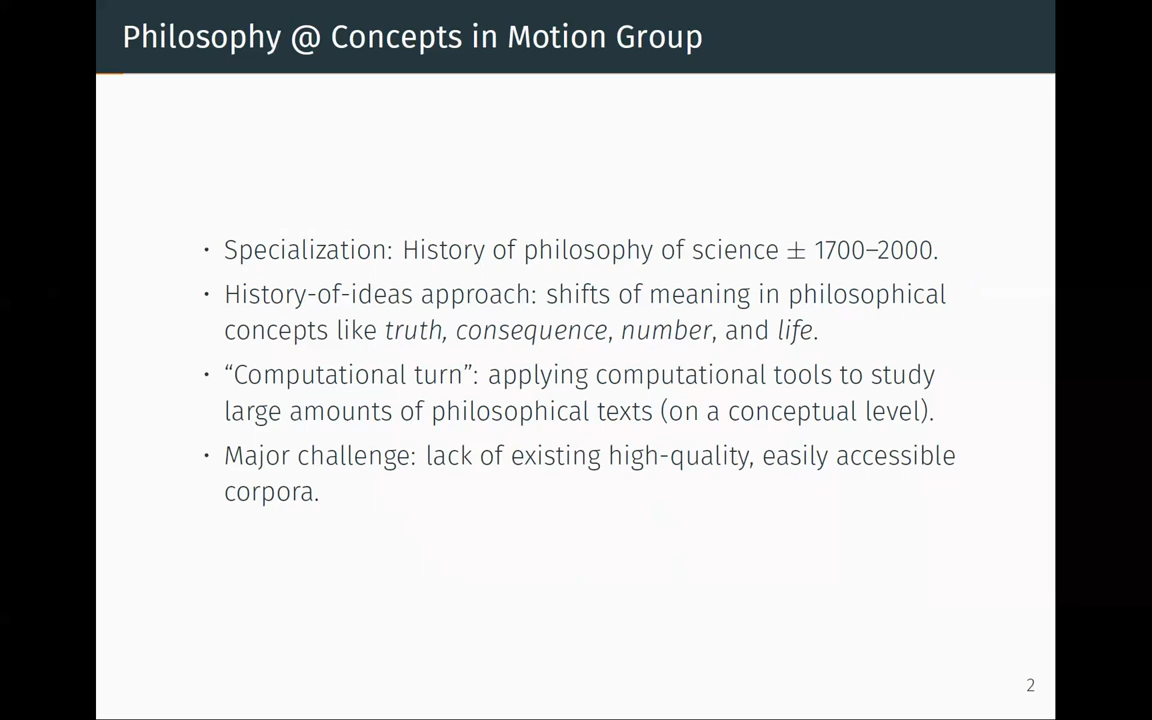 Philosophy @ Concepts in Motion Group
· Specialization: History of philosophy of science ± 1700–2000.
· History-of-ideas approach: shifts of meaning in philosophical
concepts like truth, consequence, number, and life.
· “Computational turn”: applying computational tools to study
large amounts of philosophical texts (on a conceptual level).
· Major challenge: lack of existing high-quality, easily accessible
corpora.
2